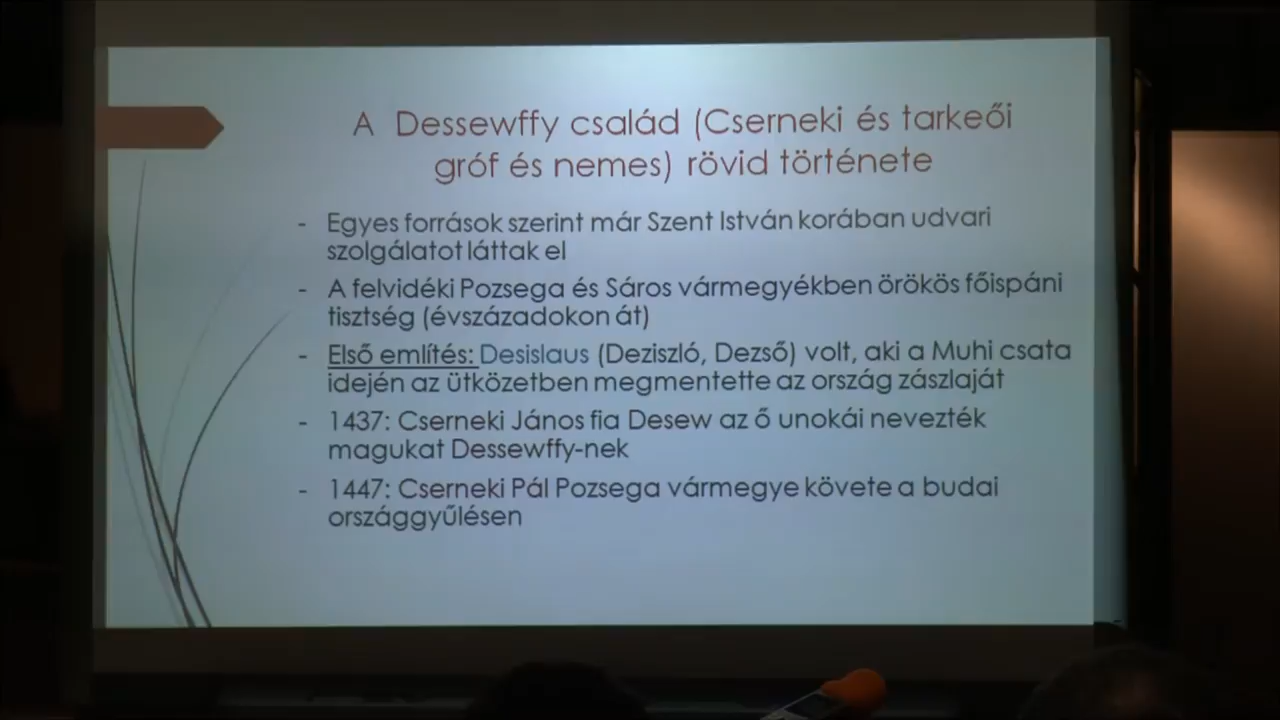 A Dessewffy család (Cserneki és tarkeői
gróf és nemes) rövid története
- Egyes források szerint már Szent István korában udvari
szolgálatot láttak el
- A felvidéki Pozsega és Sáros vármegyékben örökös főispáni
tisztség (évszázadokon át)
- Első említés: Desislaus (Deziszló, Dezső) volt, aki a Muhi csata
idején az ütközetben megmentette az ország zászlaját
- 1437: Cserneki János fia Desew az ő unokái nevezték
magukat Dessewffy-nek
- 1447: Cserneki Pál Pozsega vármegye követe a budai
országgyűlésen